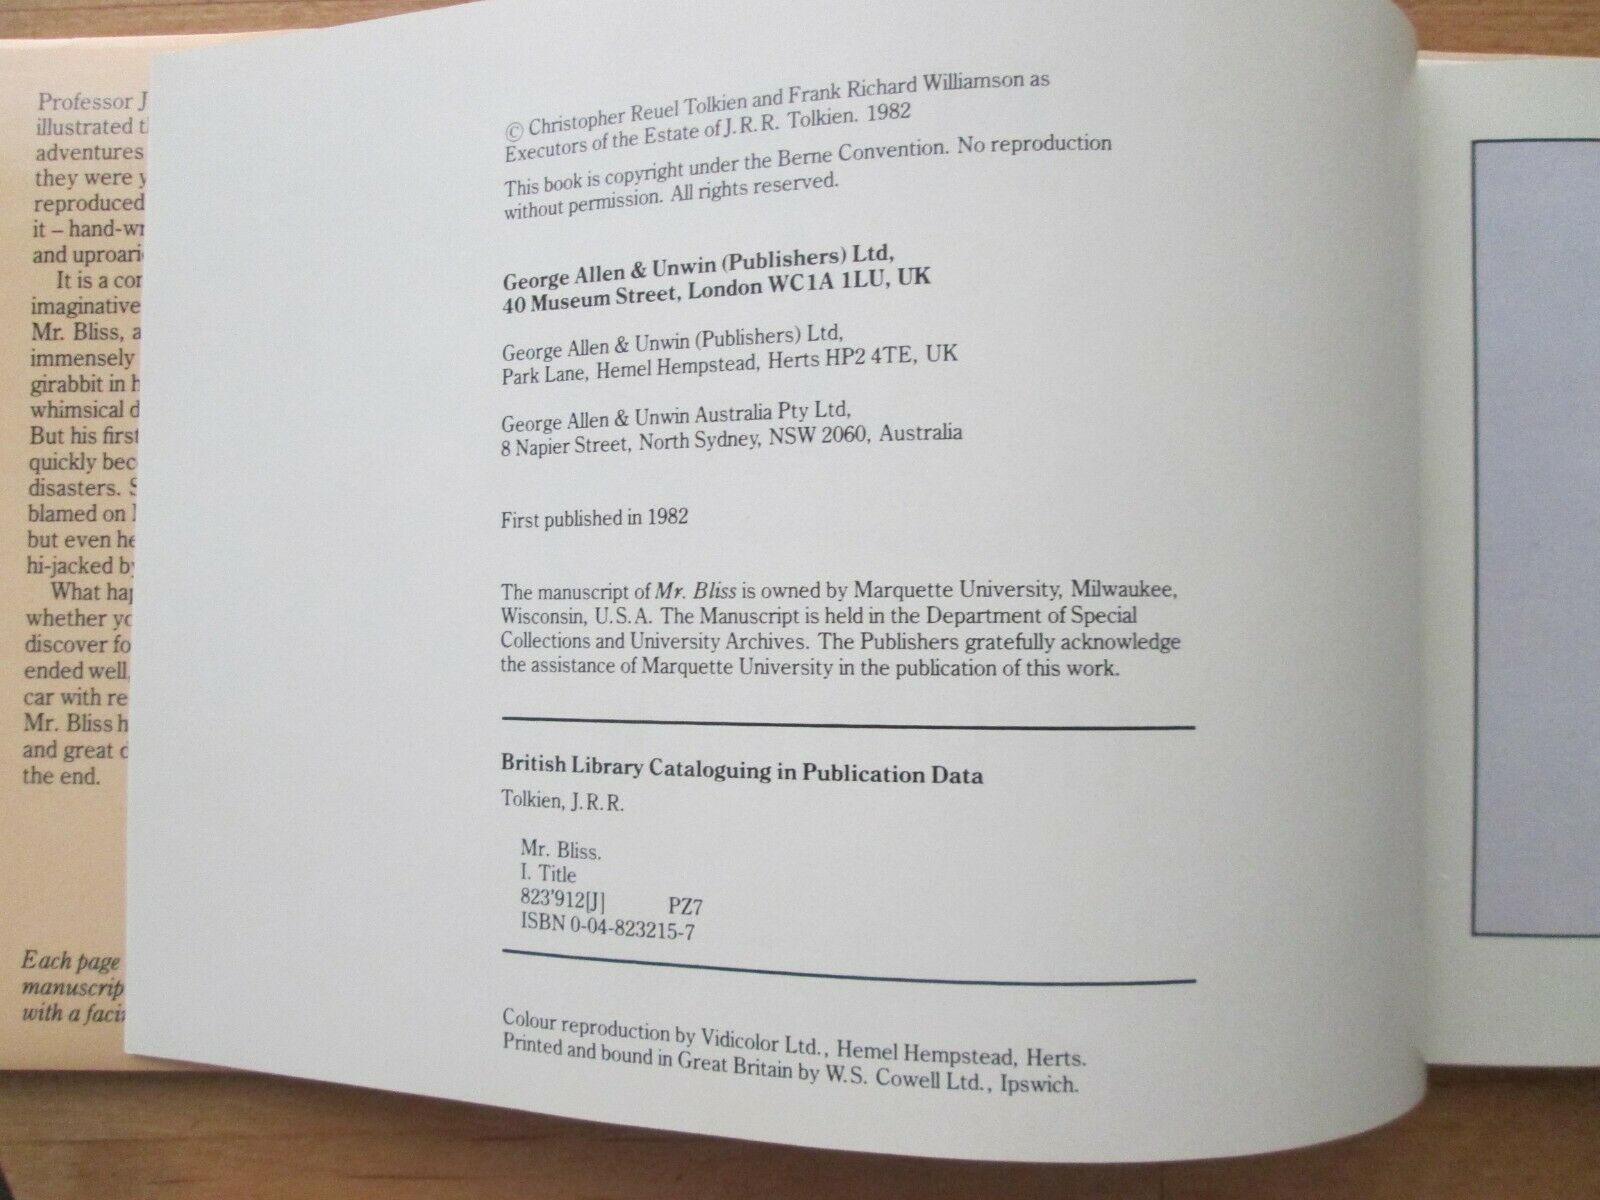 Professor
illustrated
adventures
they were
reproduced
it – hand-
and uproari
It is a
imaginative
Mr. Bliss,
immensely
girabbit in
whimsical
But his first
quickly
disasters.
blamed on
but even
hi-jacked
What
whether
discover
ended well,
car with
Mr. Bliss
and great
the end.
Each page
manuscrip
with a
© Christopher Reuel Tolkien and Frank Richard Williamson as
Executors of the Estate of J.R.R. Tolkien. 1982
This book is copyright under the Berne Convention. No reproduction
without permission. All rights reserved.
George Allen & Unwin (Publishers) Ltd,
40 Museum Street, London WC1A 1LU, UK
George Allen & Unwin (Publishers) Ltd,
Park Lane, Hemel Hempstead, Herts HP2 4TE, UK
George Allen & Unwin Australia Pty Ltd,
8 Napier Street, North Sydney, NSW 2060, Australia
First published in 1982
The manuscript of Mr. Bliss is owned by Marquette University, Milwaukee,
Wisconsin, U.S.A. The Manuscript is held in the Department of Special
Collections and University Archives. The Publishers gratefully acknowledge
the assistance of Marquette University in the publication of this work.
British Library Cataloguing in Publication Data
Tolkien, J.R.R.
Mr. Bliss.
I. Title
823'912[J] PZ7
ISBN 0-04-823215-7
Colour reproduction by Vidicolor Ltd., Hemel Hempstead, Herts.
Printed and bound in Great Britain by W.S. Cowell Ltd., Ipswich.